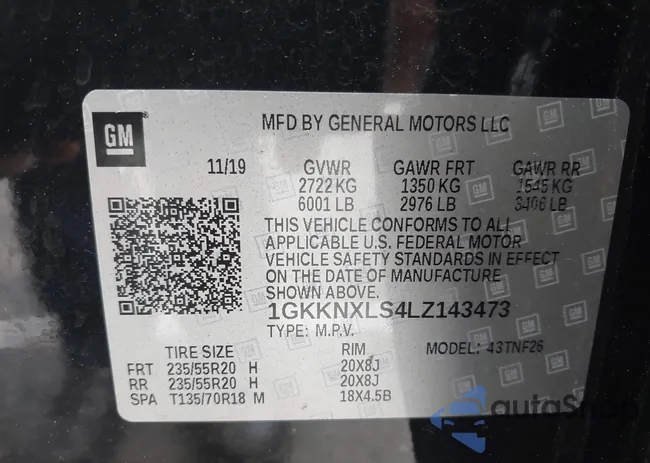 GM
MFD BY GENERAL MOTORS LLC
11/19 GVWR GAWR FRT GAWR RR
2722 KG 1350 KG 1545 KG
6001 LB 2976 LB 3406 LB
THIS VEHICLE CONFORMS TO ALL
APPLICABLE U.S. FEDERAL MOTOR
VEHICLE SAFETY STANDARDS IN EFFECT
ON THE DATE OF MANUFACTURE
SHOWN ABOVE.
1GKKNXLS4LZ143473
TYPE: M.P.V.
MODEL: 43TNF26
TIRE SIZE RIM
FRT 235/55R20 H 20X8J
RR 235/55R20 H 20X8J
SPA T135/70R18 M 18X4.5B
autoShop